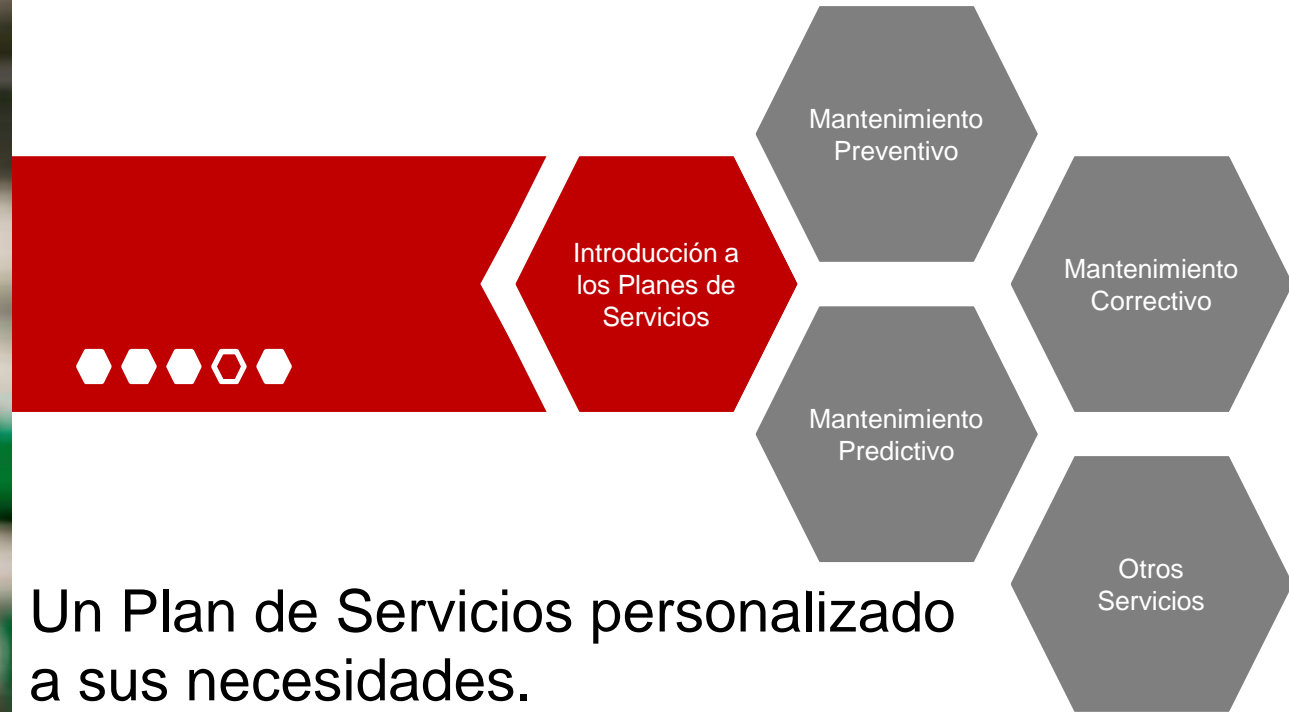 Mantenimiento
Preventivo
Introducción a
los Planes de
Servicios
Mantenimiento
Correctivo
Mantenimiento
Predictivo
Otros
Servicios
Un Plan de Servicios personalizado
a sus necesidades.